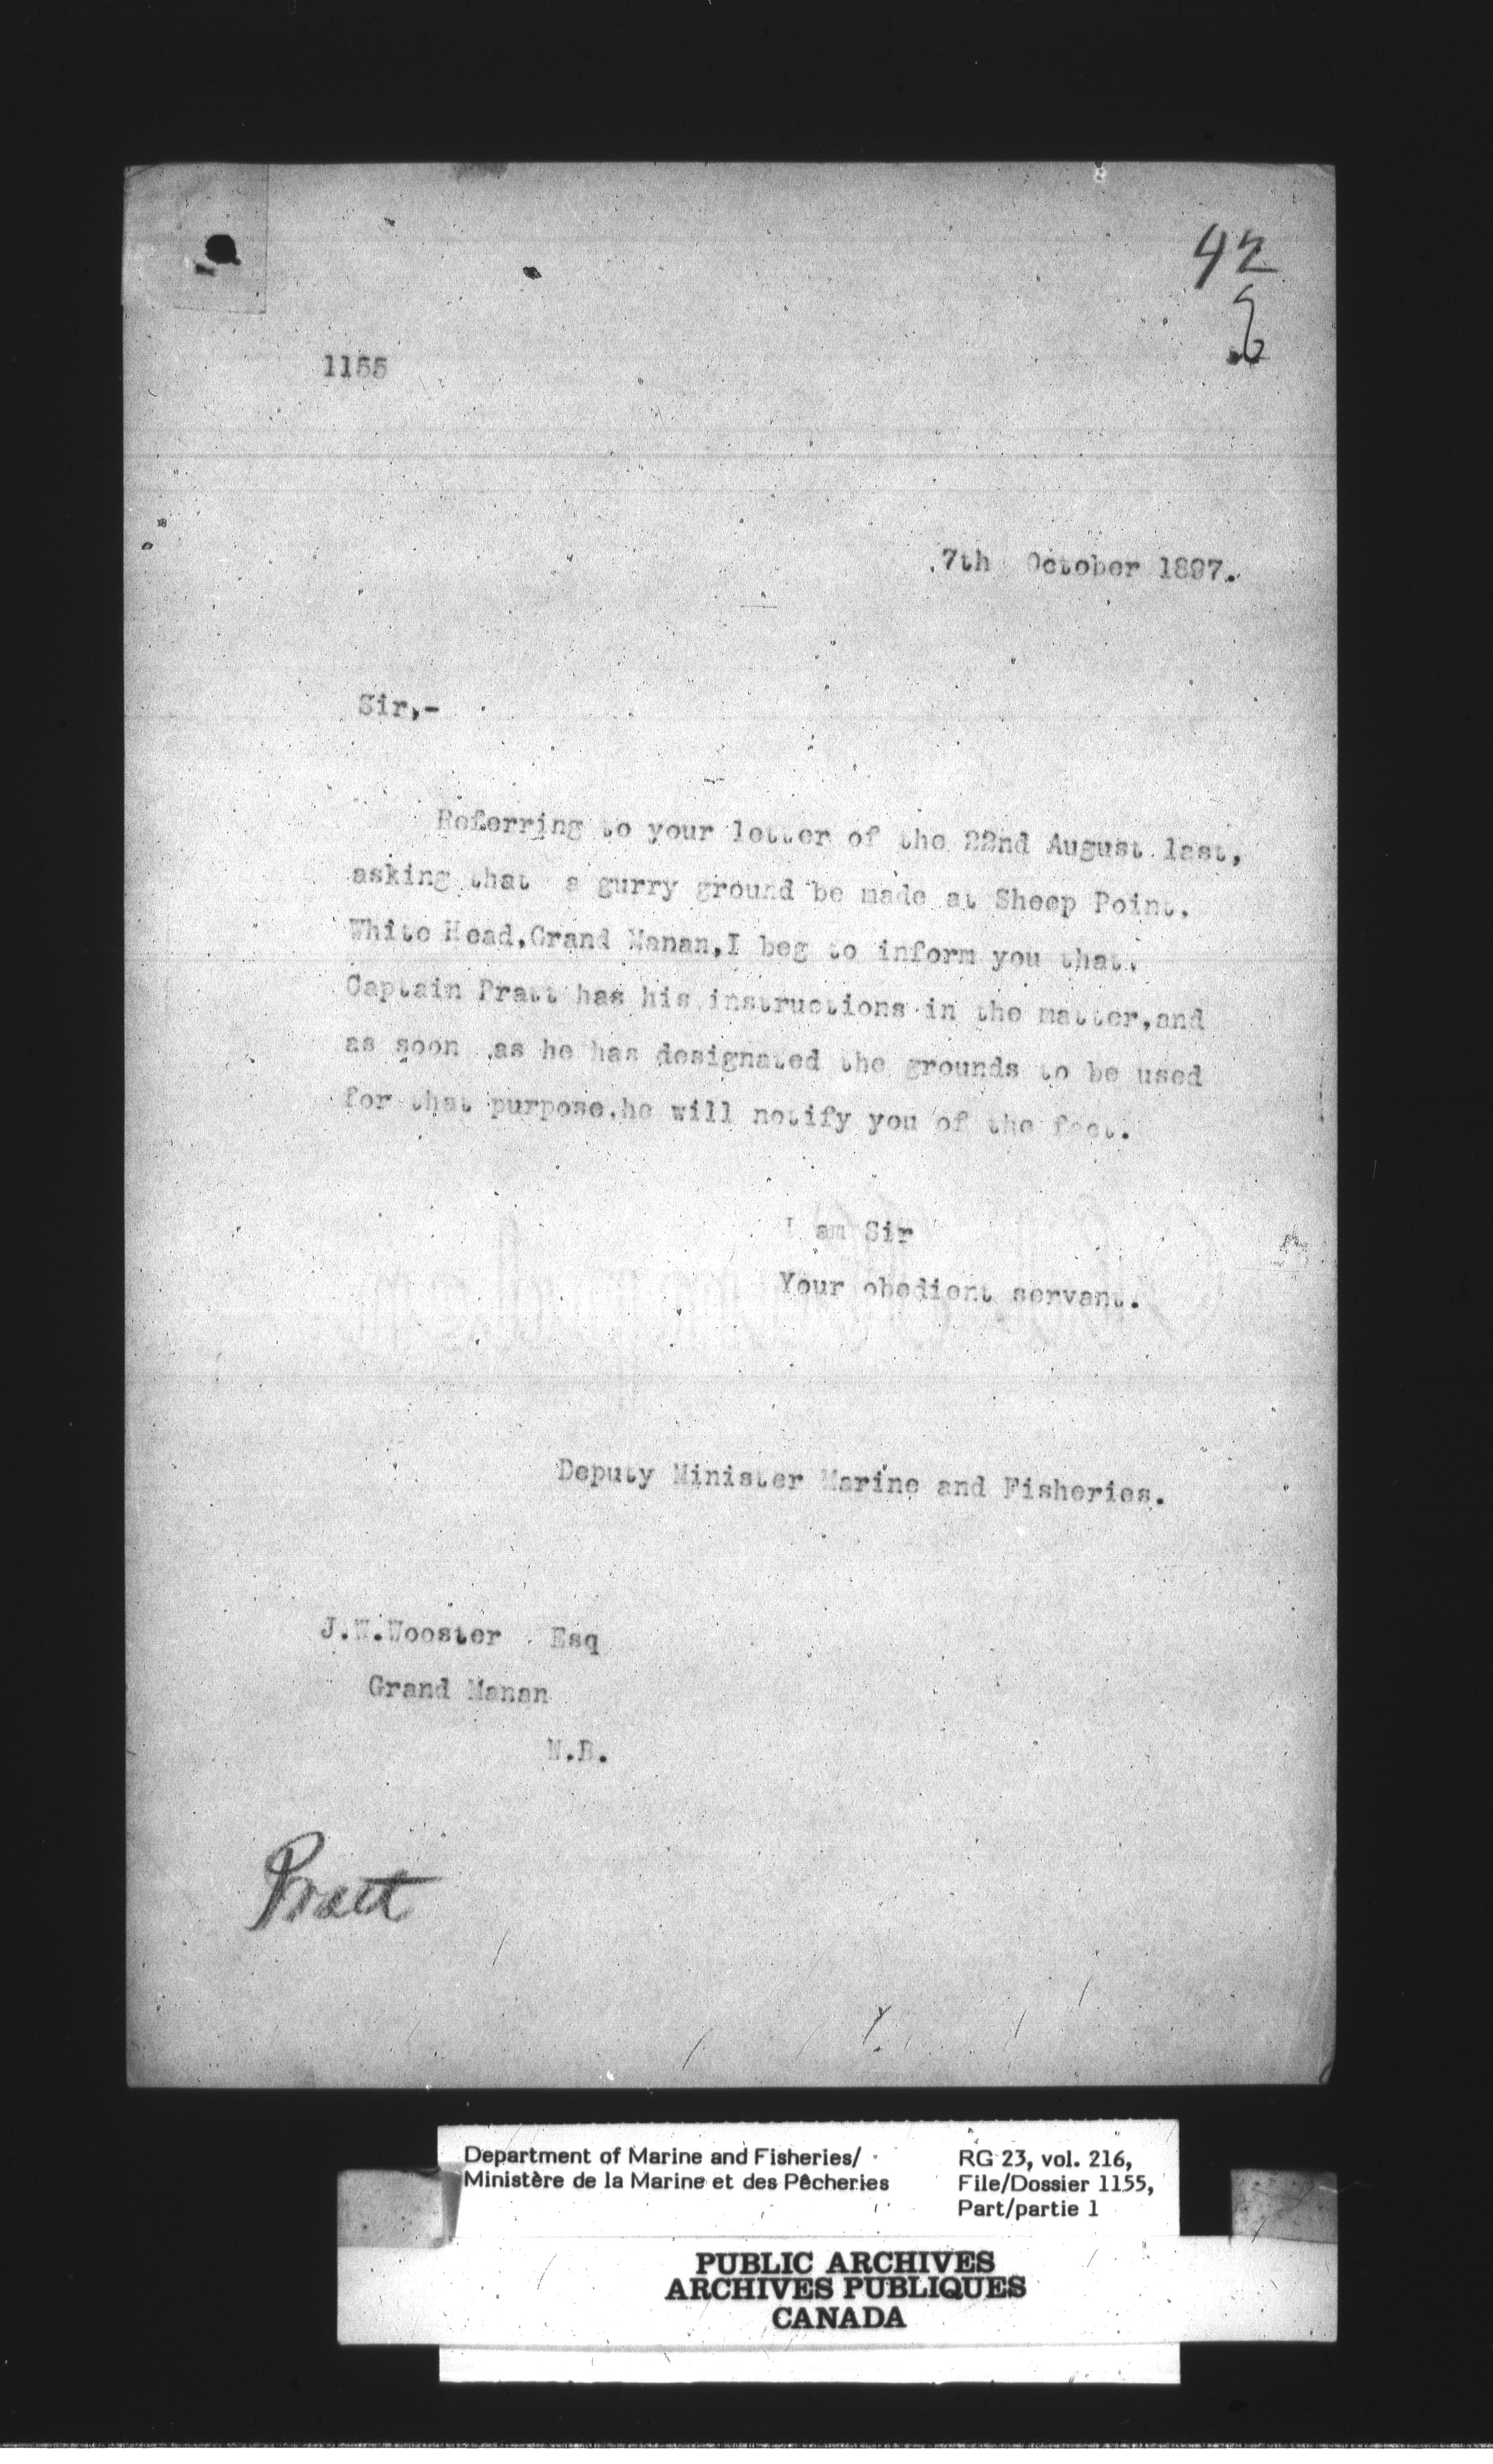 42
1155
7th October 1897.
Sir,-
Referring to your letter of the 22nd August last,
asking that a gurry ground be made at Sheep Point,
White Head, Grand Manan, I beg to inform you that
Captain Pratt has his instructions in the matter, and
as soon as he has designated the grounds to be used
for that purpose, he will notify you of the fact.
I am Sir
Your obedient servant.
Deputy Minister Marine and Fisheries.
J.W.Wooster Esq
Grand Manan
N.B.
Pratt
Department of Marine and Fisheries/
Ministère de la Marine et des Pêcheries
RG 23, vol. 216,
File/Dossier 1155,
Part/partie 1
PUBLIC ARCHIVES
ARCHIVES PUBLIQUES
CANADA